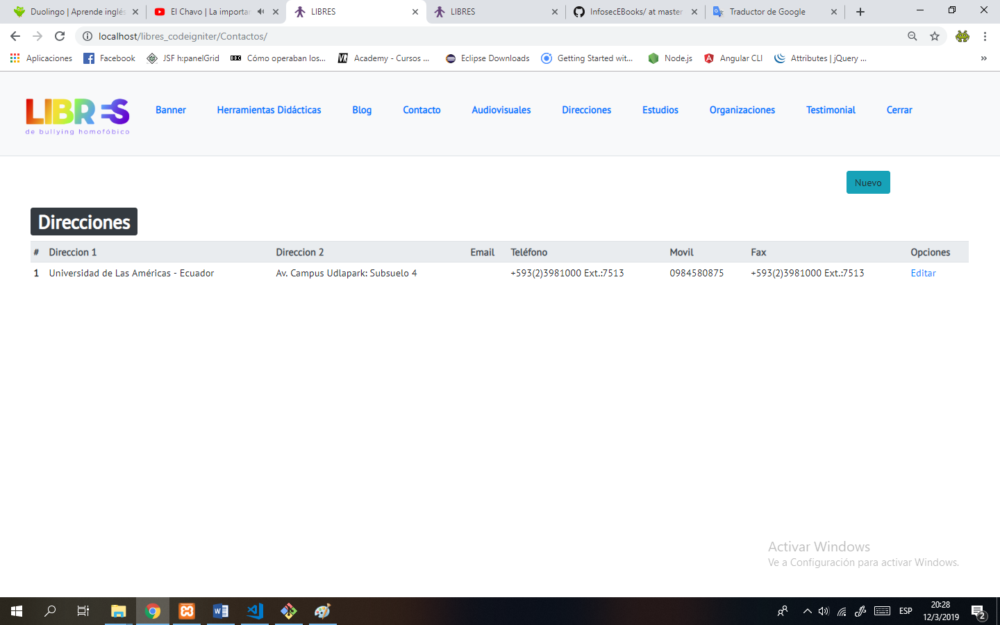 Duolingo | Aprende inglés
El Chavo | La importan
LIBRES
LIBRES
InfosecEBooks/ at master
Traductor de Google
localhost/libres_codeigniter/Contactos/
Aplicaciones
Facebook
JSF h:panelGrid
BBC
Cómo operaban los...
Academy - Cursos ...
Eclipse Downloads
Getting Started wit...
Node.js
Angular CLI
Attributes | jQuery ...
»
LIBRES
de bullying homofóbico
Banner Herramientas Didácticas Blog Contacto Audiovisuales Direcciones Estudios Organizaciones Testimonial Cerrar
Nuevo
Direcciones
# Direccion 1 Direccion 2 Email Teléfono Movil Fax Opciones
1 Universidad de Las Américas - Ecuador Av. Campus Udlapark: Subsuelo 4 +593(2)3981000 Ext.:7513 0984580875 +593(2)3981000 Ext.:7513 Editar
Activar Windows
Ve a Configuración para activar Windows.
ESP
20:28
12/3/2019
2